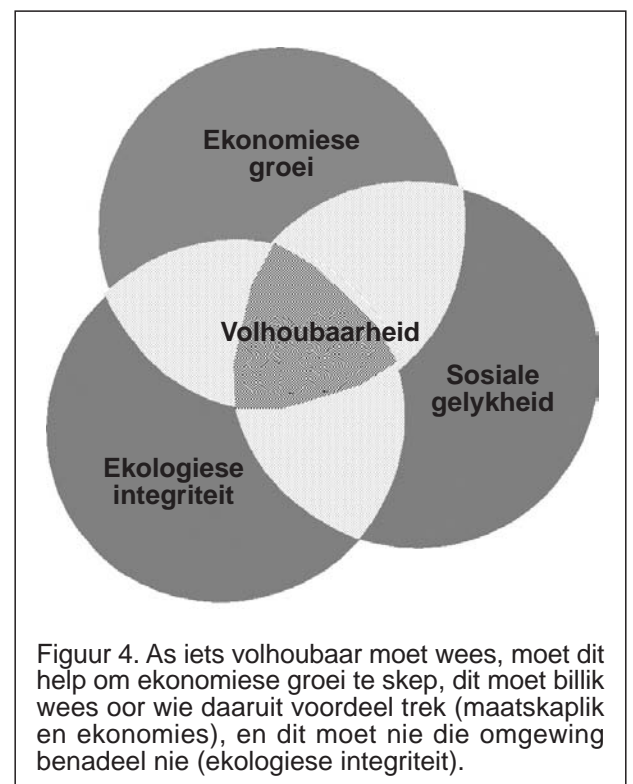 Ekonomiese
groei
Volhoubaarheid
Sosiale
gelykheid
Ekologiese
integriteit
Figuur 4. As iets volhoubaar moet wees, moet dit
help om ekonomiese groei te skep, dit moet billik
wees oor wie daaruit voordeel trek (maatskaplik
en ekonomies), en dit moet nie die omgewing
benadeel nie (ekologiese integriteit).